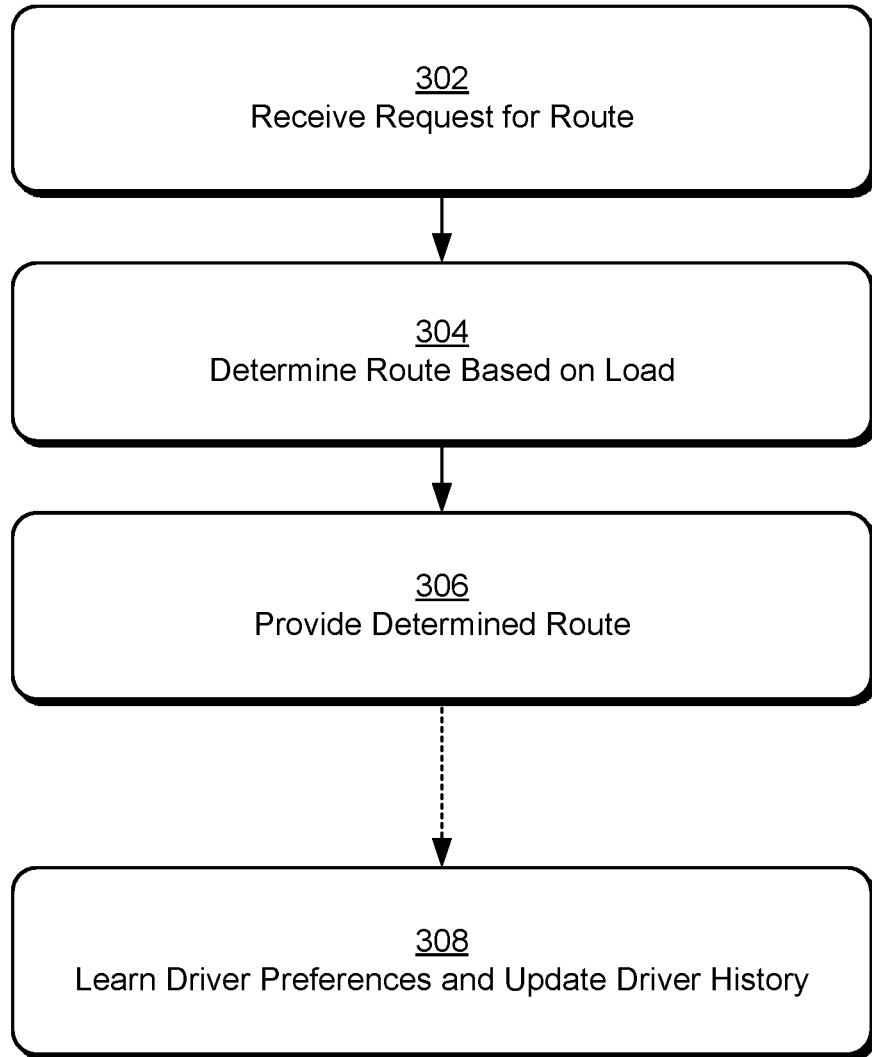 302
Receive Request for Route
304
Determine Route Based on Load
306
Provide Determined Route
308
Learn Driver Preferences and Update Driver History